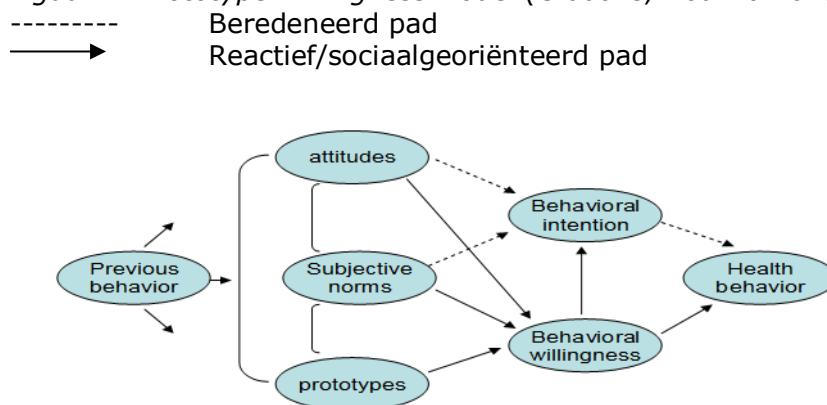 Beredeneerd pad
Reactief/sociaalgeoriënteerd pad
attitudes
Behavioral
intention
Previous
behavior
Subjective
norms
Health
behavior
Behavioral
willingness
prototypes